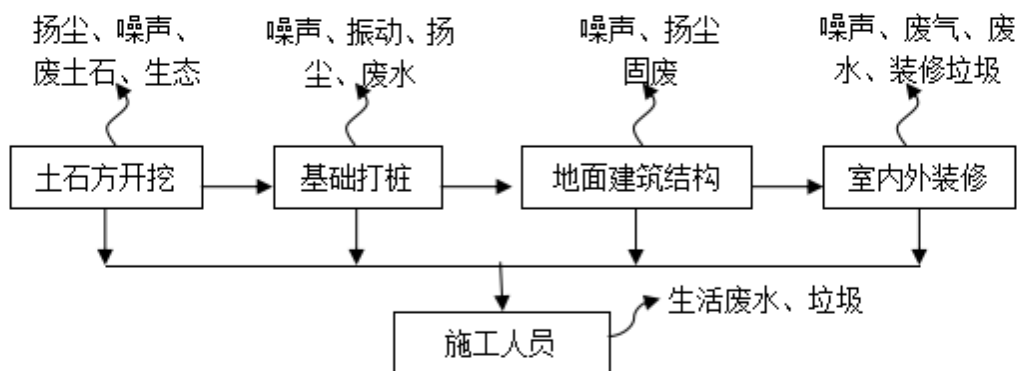 扬尘、噪声、
废土石、生态
噪声、振动、扬
尘、废水
噪声、扬尘
固废
噪声、废气、废
水、装修垃圾
土石方开挖
基础打桩
地面建筑结构
室内外装修
生活废水、垃圾
施工人员